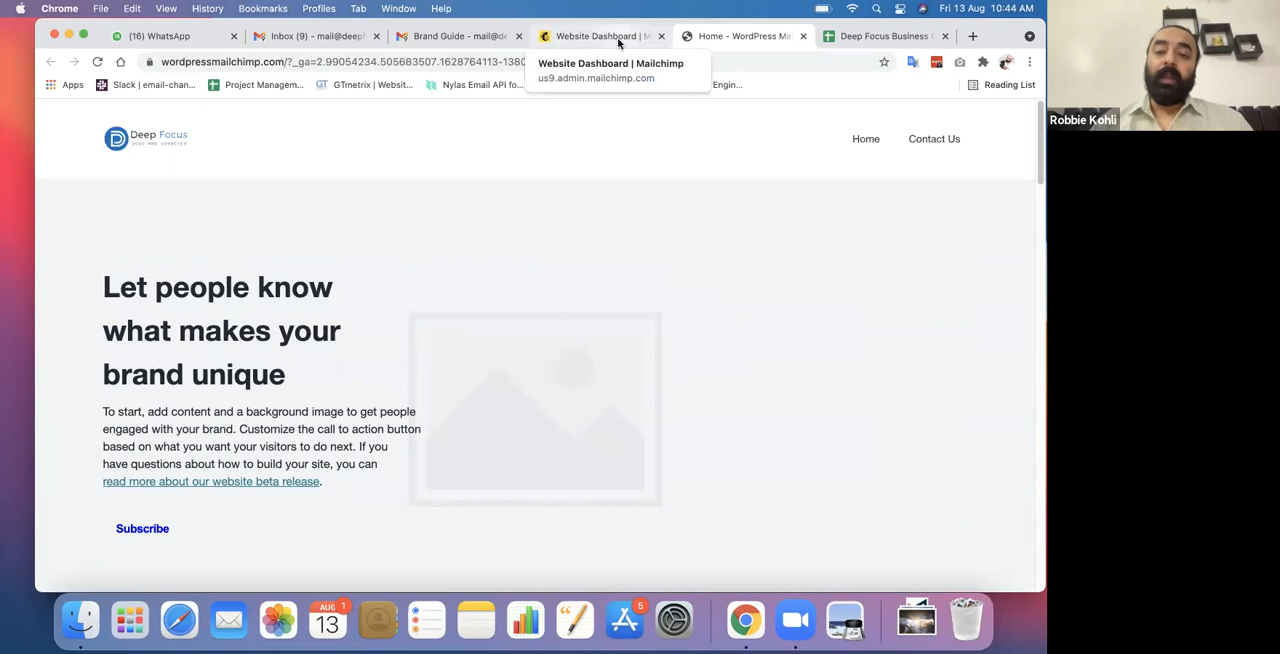 Chrome File Edit View History Bookmarks Profiles Tab Window Help Fri 13 Aug 10:44 AM
(16) WhatsApp
Inbox (9) - mail@deepf
Brand Guide - mail@de
Website Dashboard | M
Home - WordPress Ma
Deep Focus Business C
wordpressmailchimp.com/?_ga=2.99054234.505683507.1628764113-1380
Website Dashboard | Mailchimp
us9.admin.mailchimp.com
Apps
Slack | email-chan...
Project Managem...
GTmetrix | Websit...
Nylas Email API fo...
Engin...
Reading List
Deep Focus
Home Contact Us
Let people know
what makes your
brand unique
To start, add content and a background image to get people
engaged with your brand. Customize the call to action button
based on what you want your visitors to do next. If you
have questions about how to build your site, you can
read more about our website beta release.
Subscribe
Robbie Kohli
AUG 1
13
5